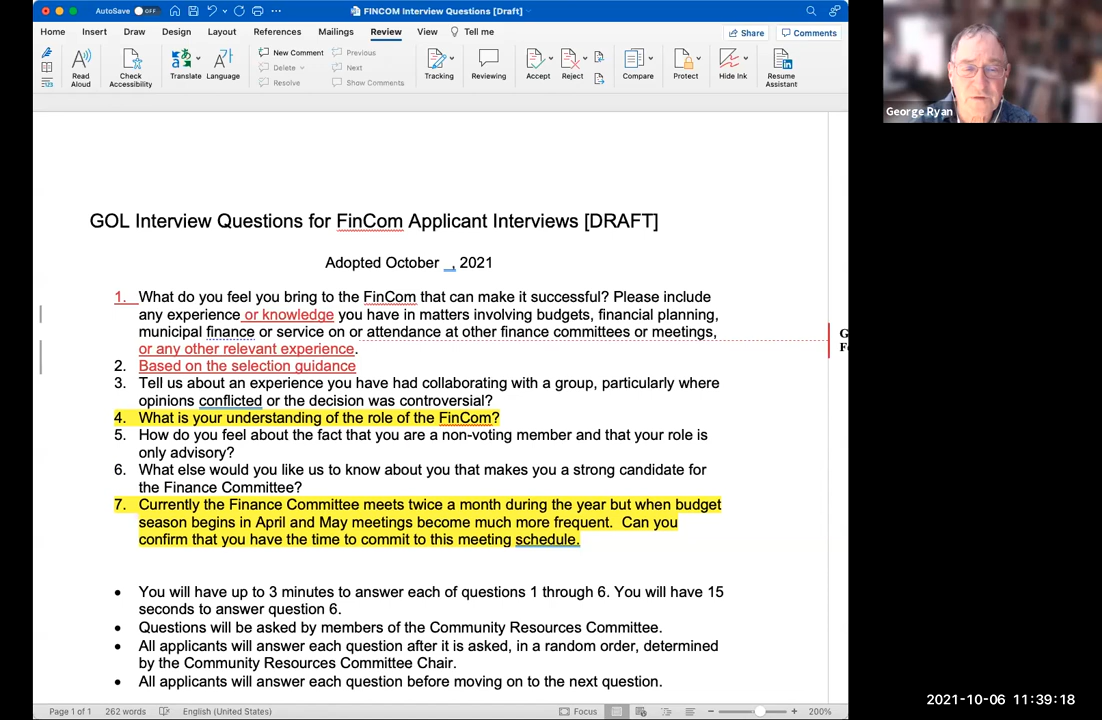 AutoSave OFF FINCOM Interview Questions [Draft]
Home Insert Draw Design Layout References Mailings Review View Tell me Share Comments
Read Aloud Check Accessibility Translate Language New Comment Delete Resolve Previous Next Show Comments Tracking Reviewing Accept Reject Compare Protect Hide Ink Resume Assistant
George Ryan
GOL Interview Questions for FinCom Applicant Interviews [DRAFT]
Adopted October _, 2021
1. What do you feel you bring to the FinCom that can make it successful? Please include
any experience or knowledge you have in matters involving budgets, financial planning,
municipal finance or service on or attendance at other finance committees or meetings,
or any other relevant experience.
2. Based on the selection guidance
3. Tell us about an experience you have had collaborating with a group, particularly where
opinions conflicted or the decision was controversial?
4. What is your understanding of the role of the FinCom?
5. How do you feel about the fact that you are a non-voting member and that your role is
only advisory?
6. What else would you like us to know about you that makes you a strong candidate for
the Finance Committee?
7. Currently the Finance Committee meets twice a month during the year but when budget
season begins in April and May meetings become much more frequent. Can you
confirm that you have the time to commit to this meeting schedule.
• You will have up to 3 minutes to answer each of questions 1 through 6. You will have 15
seconds to answer question 6.
• Questions will be asked by members of the Community Resources Committee.
• All applicants will answer each question after it is asked, in a random order, determined
by the Community Resources Committee Chair.
• All applicants will answer each question before moving on to the next question.
2021-10-06 11:39:18
Page 1 of 1 262 words English (United States) Focus 200%